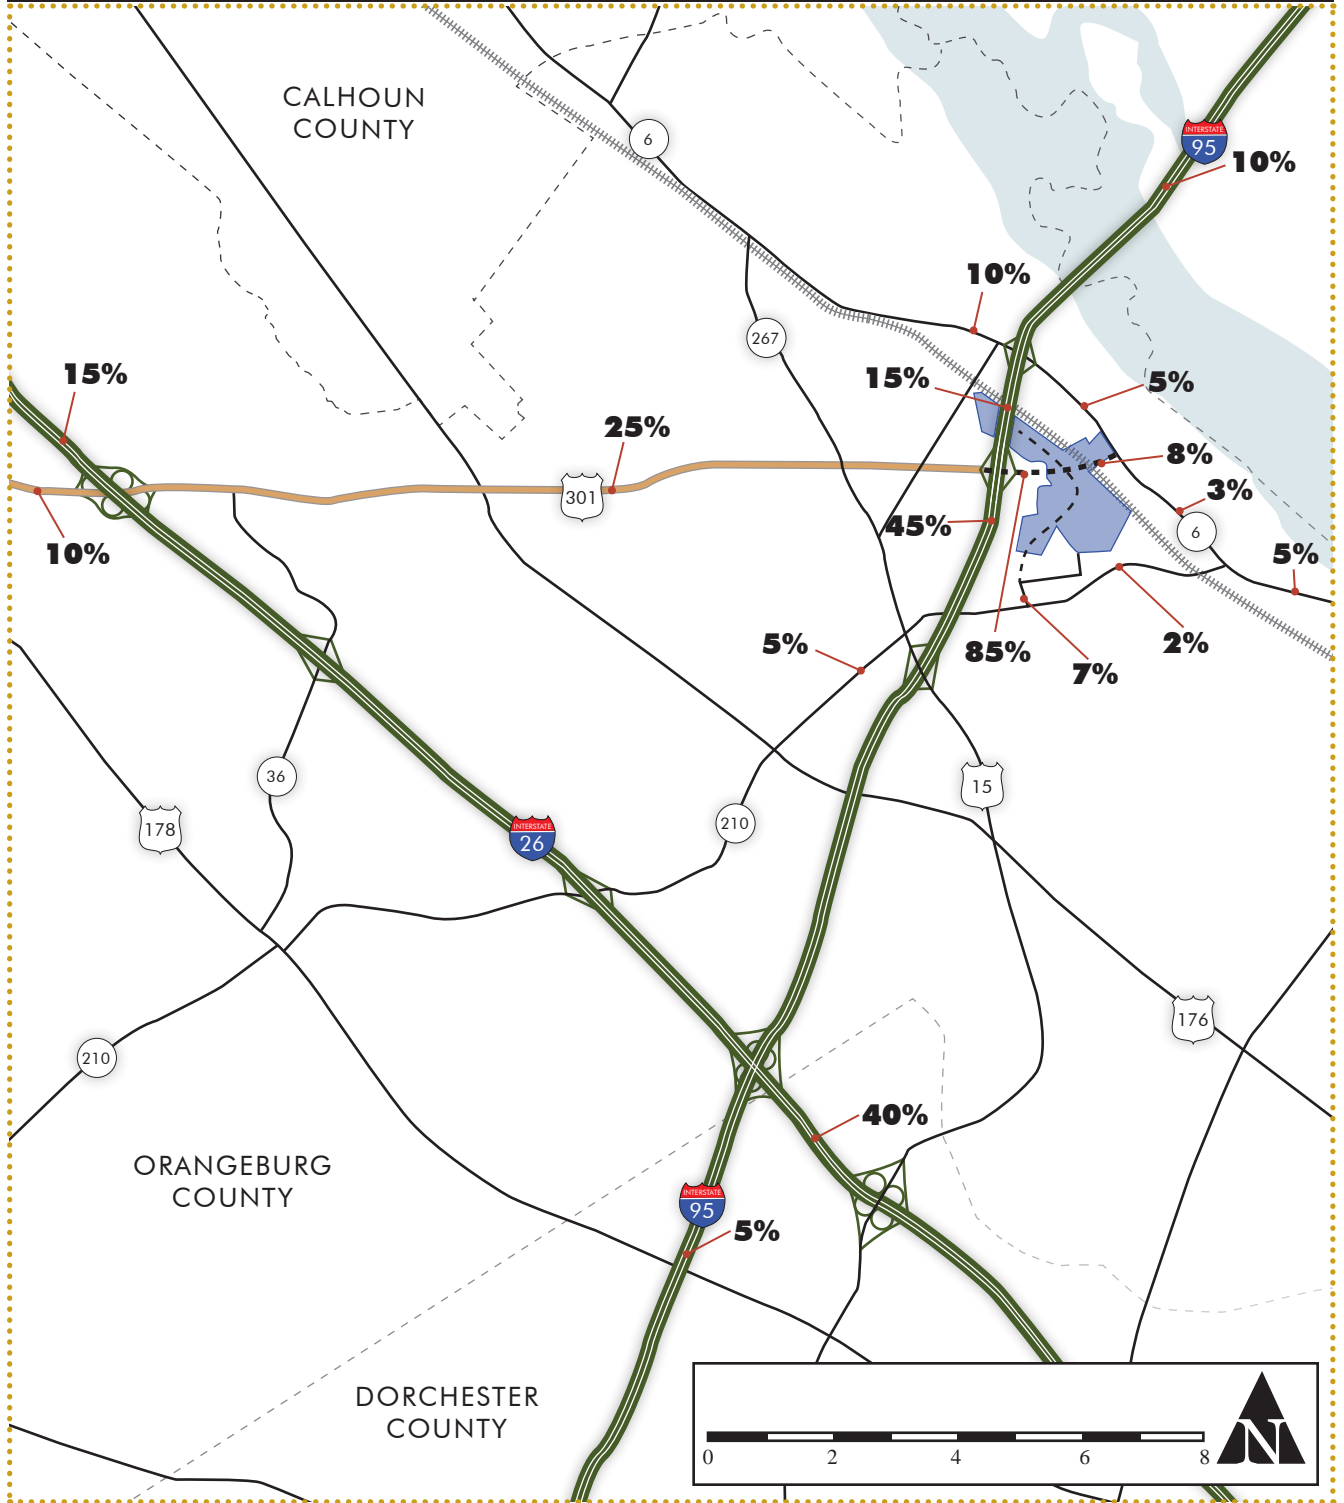 CALHOUN
COUNTY
6
INTERSTATE
95
10%
10%
267
15%
15%
5%
25%
8%
301
3%
45%
6
10%
5%
5%
85%
2%
7%
36
15
178
INTERSTATE
26
210
176
210
40%
ORANGEBURG
COUNTY
INTERSTATE
95
5%
DORCHESTER
COUNTY
0 2 4 6 8
N